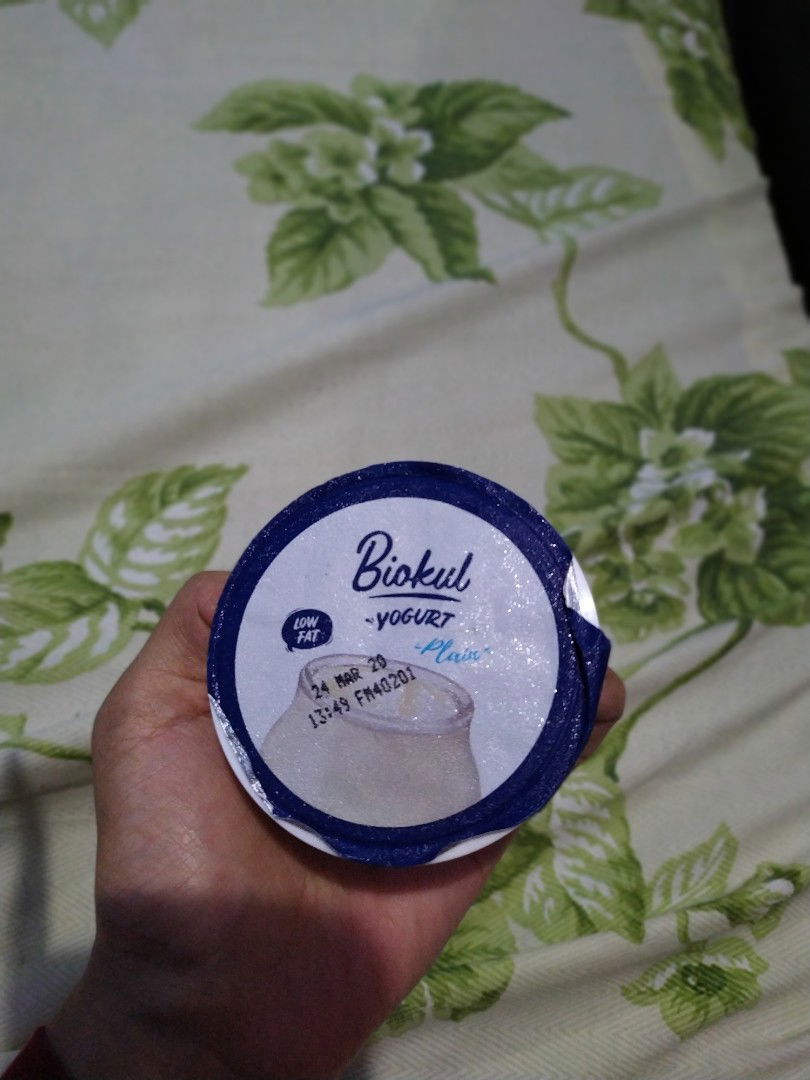 Biokul
YOGURT
Plain
LOW
FAT
24 MAR 20
13:49 FM40201